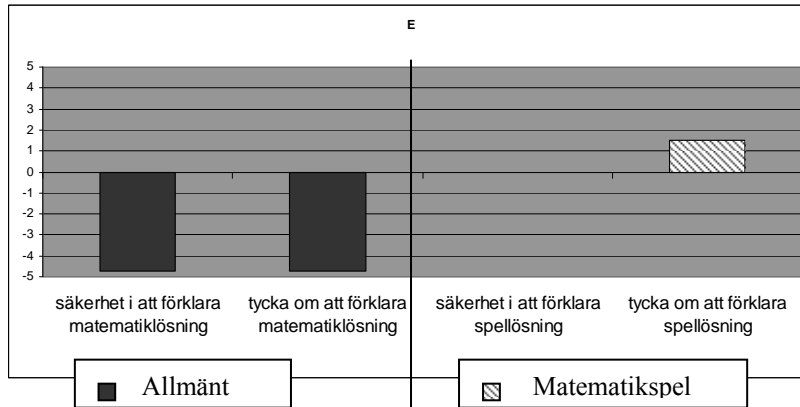 E
5
4
3
2
1
0
-1
-2
-3
-4
-5
säkerhet i att förklara
matematiklösning
tycka om att förklara
matematiklösning
säkerhet i att förklara
spellösning
tycka om att förklara
spellösning
Allmänt
Matematikspel